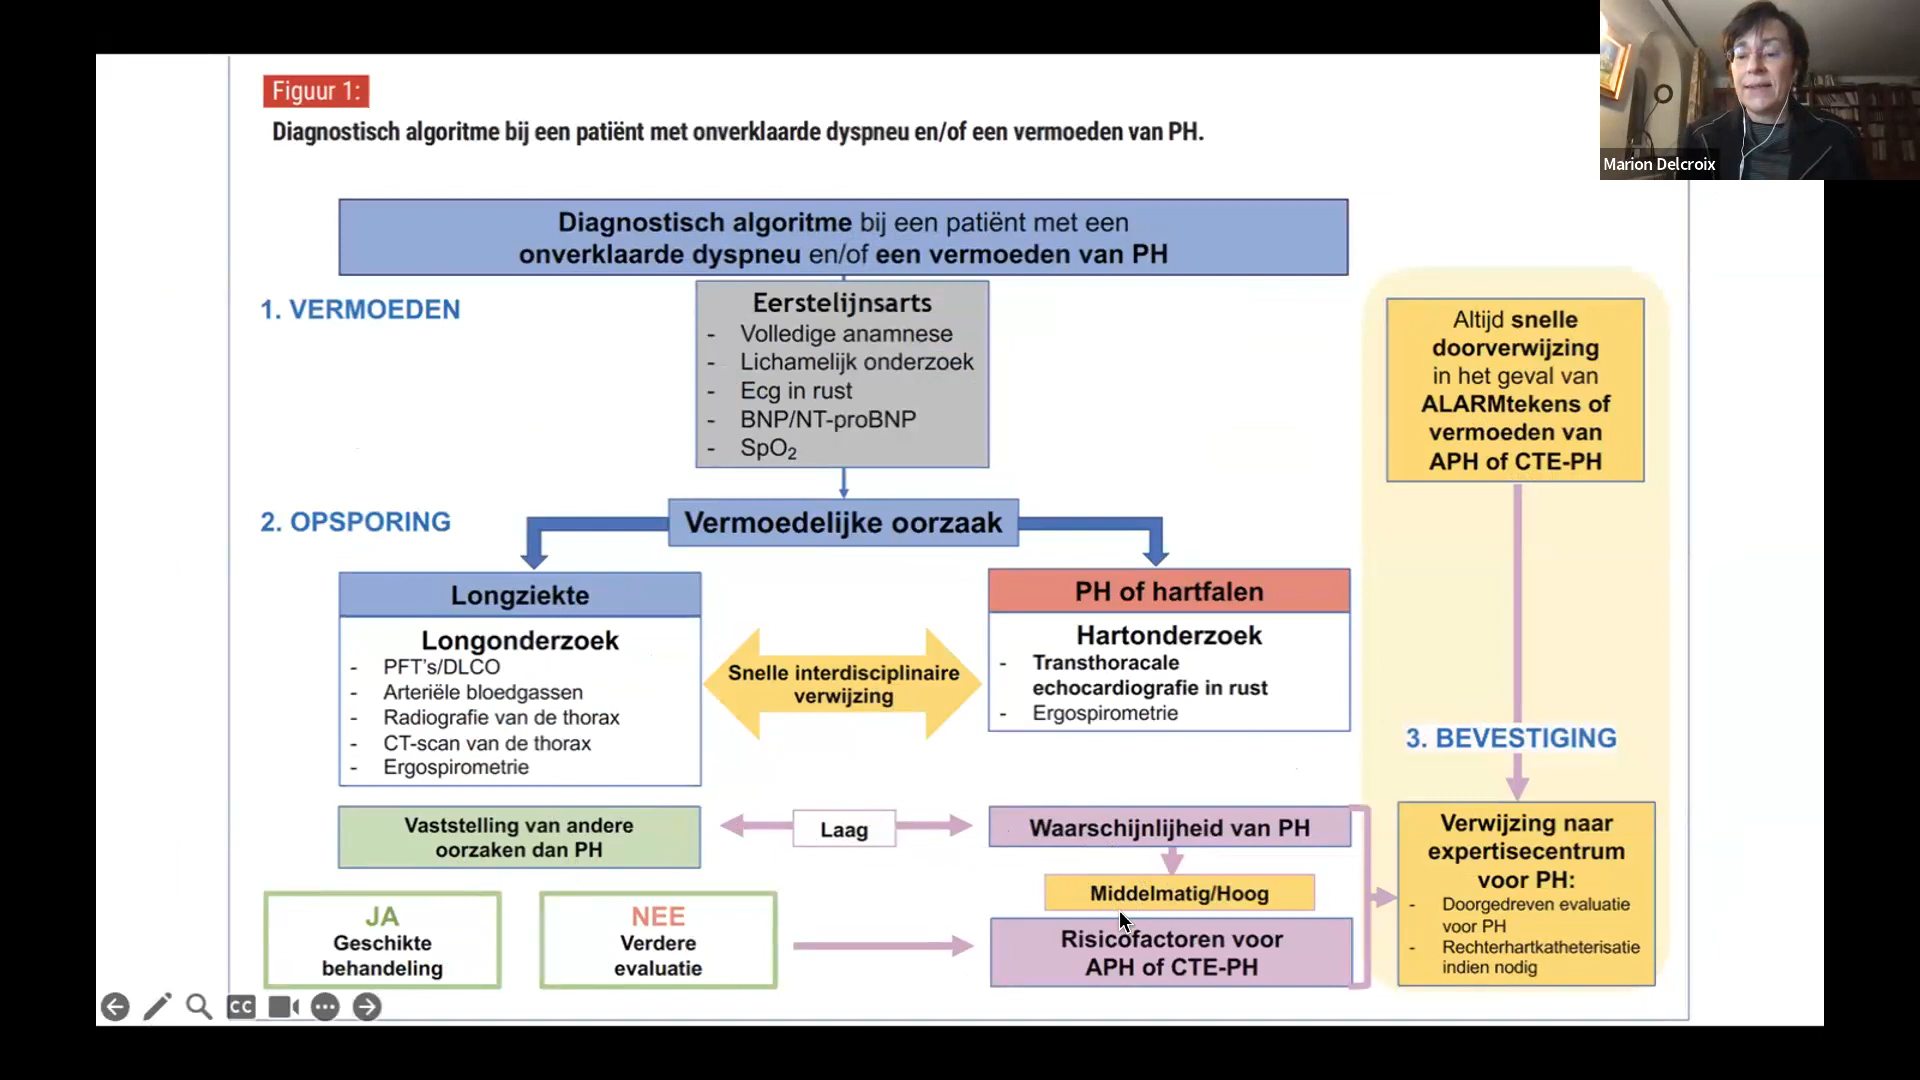 Figuur 1:
Diagnostisch algoritme bij een patiënt met onverklaarde dyspneu en/of een vermoeden van PH.
Marion Delcroix
Diagnostisch algoritme bij een patiënt met een
onverklaarde dyspneu en/of een vermoeden van PH
1. VERMOEDEN
Eerstelijnsarts
- Volledige anamnese
- Lichamelijk onderzoek
- Ecg in rust
- BNP/NT-proBNP
- SpO₂
Altijd snelle
doorverwijzing
in het geval van
ALARMtekens of
vermoeden van
APH of CTE-PH
2. OPSPORING
Vermoedelijke oorzaak
Longziekte
Longonderzoek
- PFT's/DLCO
- Arteriële bloedgassen
- Radiografie van de thorax
- CT-scan van de thorax
- Ergospirometrie
Snelle interdisciplinaire
verwijzing
PH of hartfalen
Hartonderzoek
- Transthoracale
echocardiografie in rust
- Ergospirometrie
3. BEVESTIGING
Vaststelling van andere
oorzaken dan PH
Laag
Waarschijnlijheid van PH
Middelmatig/Hoog
JA
Geschikte
behandeling
NEE
Verdere
evaluatie
Risicofactoren voor
APH of CTE-PH
Verwijzing naar
expertisecentrum
voor PH:
- Doorgedreven evaluatie
voor PH
- Rechterhartkatheterisatie
indien nodig
CC